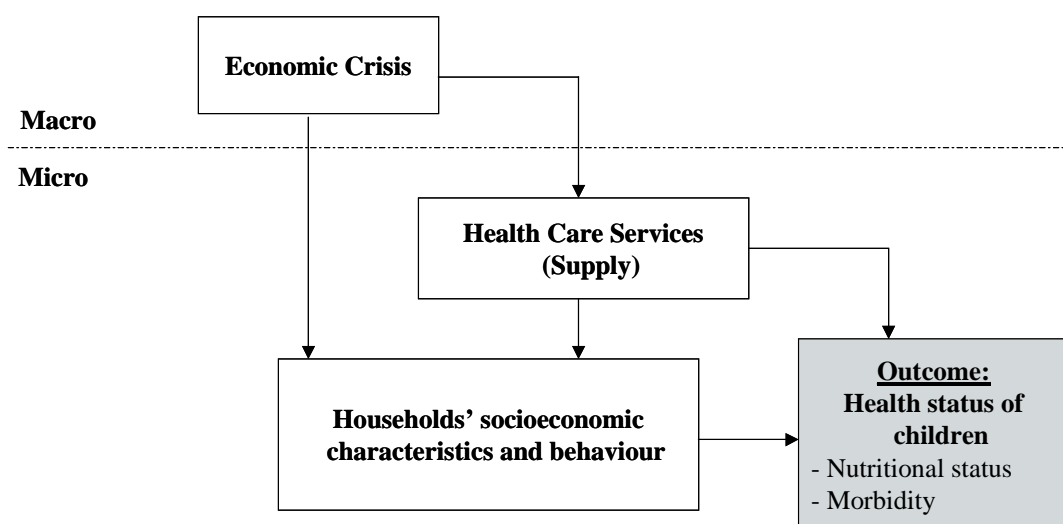 Economic Crisis
Macro
Micro
Health Care Services
(Supply)
Households’ socioeconomic
characteristics and behaviour
Outcome:
Health status of
children
- Nutritional status
- Morbidity